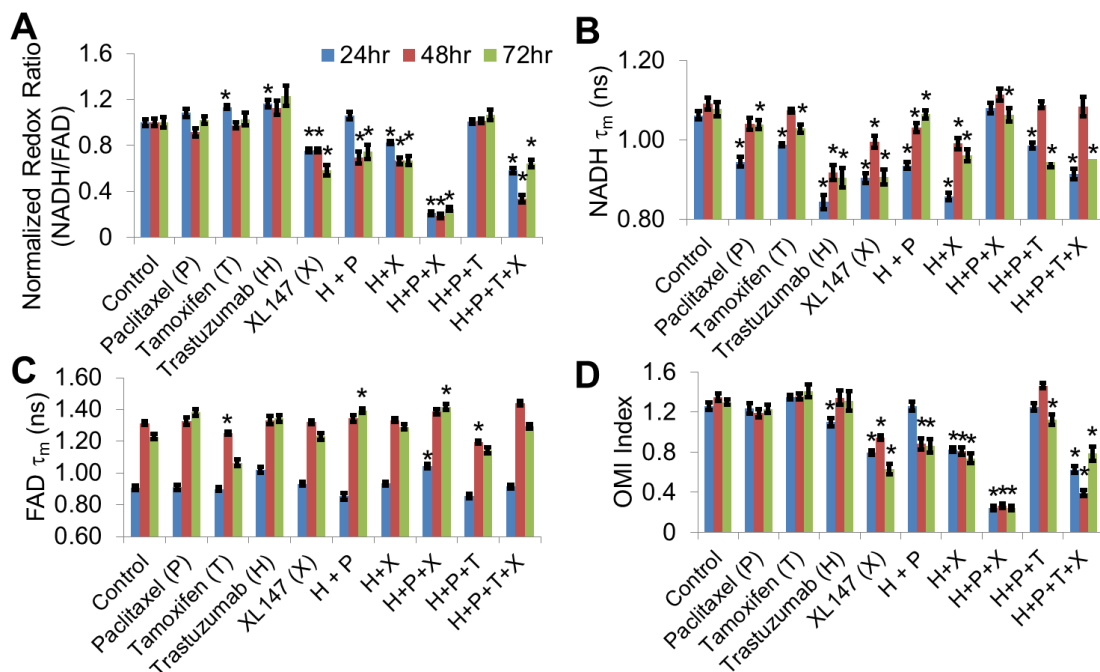 A
Normalized Redox Ratio
(NADH/FAD)
1.6
1.2
0.8
0.4
0
24hr 48hr 72hr
* * ** * * * * * ** * * * *
Control
Paclitaxel (P)
Tamoxifen (T)
Trastuzumab (H)
XL147 (X)
H + P
H+X
H+P+X
H+P+T
H+P+T+X
B
NADH τm (ns)
1.20
1.00
0.80
* * * * * * * * * * * * * * * * * * * * *
Control
Paclitaxel (P)
Tamoxifen (T)
Trastuzumab (H)
XL147 (X)
H + P
H+X
H+P+X
H+P+T
H+P+T+X
C
FAD τm (ns)
1.60
1.40
1.20
1.00
0.80
0.60
* * * * *
Control
Paclitaxel (P)
Tamoxifen (T)
Trastuzumab (H)
XL147 (X)
H + P
H+X
H+P+X
H+P+T
H+P+T+X
D
OMI Index
1.6
1.2
0.8
0.4
0
* * * * ** *** *** * * * *
Control
Paclitaxel (P)
Tamoxifen (T)
Trastuzumab (H)
XL147 (X)
H + P
H+X
H+P+X
H+P+T
H+P+T+X